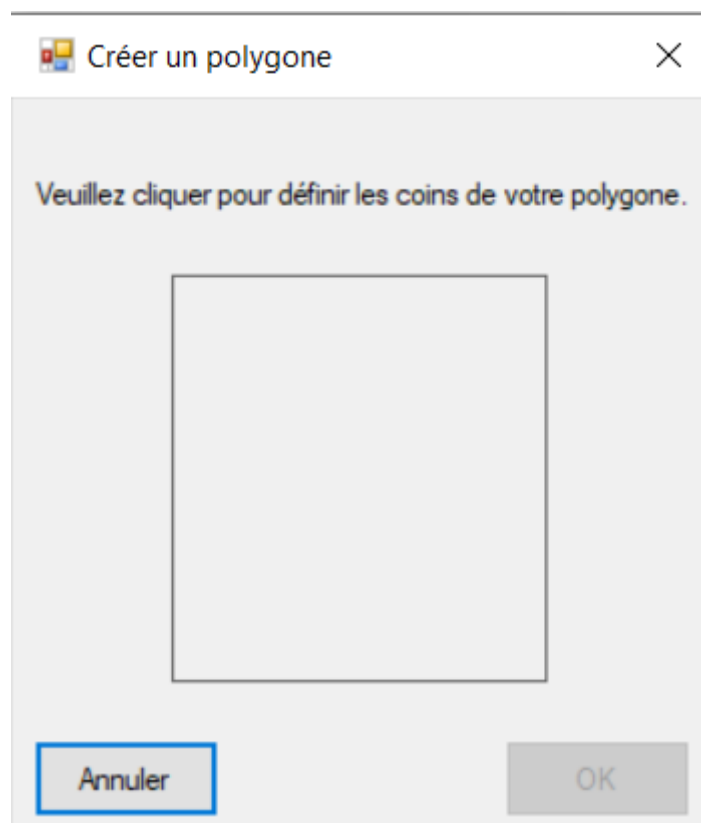 Créer un polygone
Veuillez cliquer pour définir les coins de votre polygone.
Annuler
OK